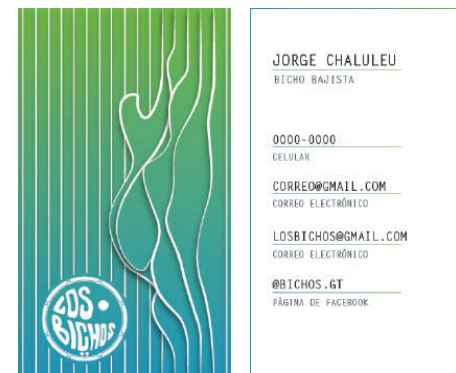 LOS
BICHOS
JORGE CHALULEU
BICHO BAJISTA
0000-0000
CELULAR
CORREO@GMAIL.COM
CORREO ELECTRÓNICO
LOSBICHOS@GMAIL.COM
CORREO ELECTRÓNICO
@BICHOS.GT
PÁGINA DE FACEBOOK